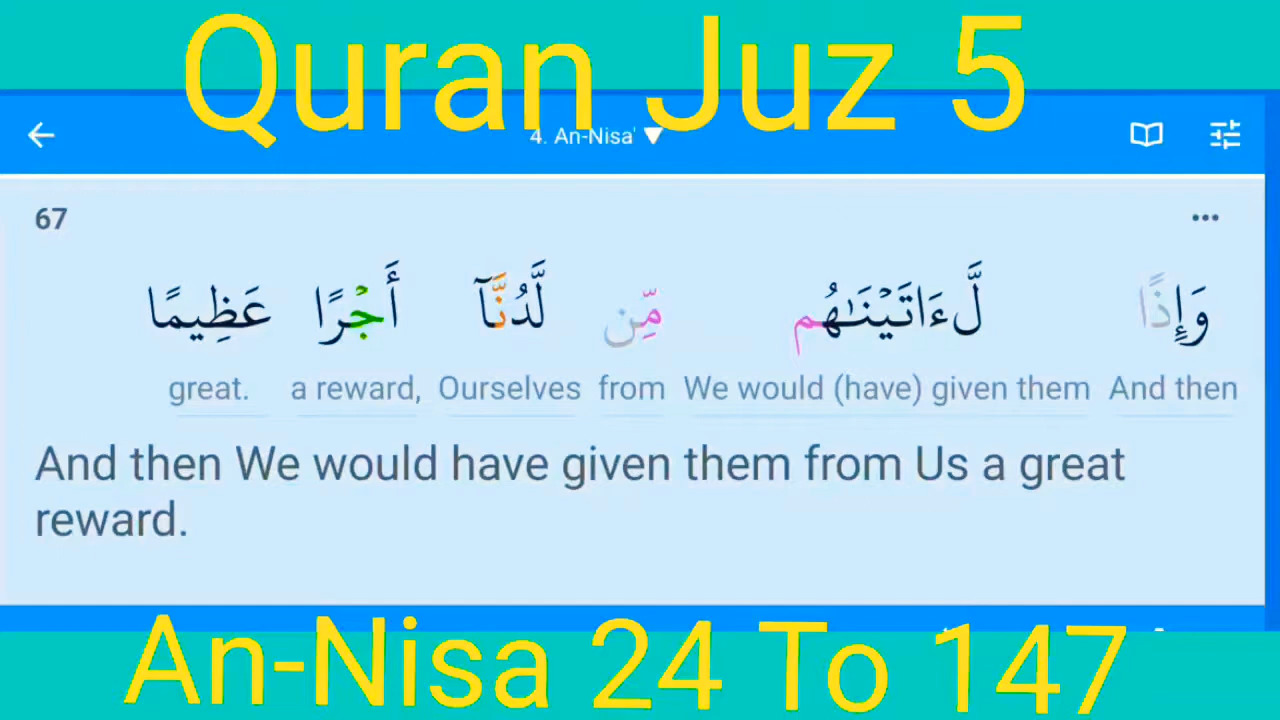 Quran Juz 5
4. An-Nisa' ▼
67
وَإِذًا لَّءَاتَيْنَـٰهُم مِّن لَّدُنَّآ أَجْرًا عَظِيمًا
great. a reward, Ourselves from We would (have) given them And then
And then We would have given them from Us a great
reward.
An-Nisa 24 To 147